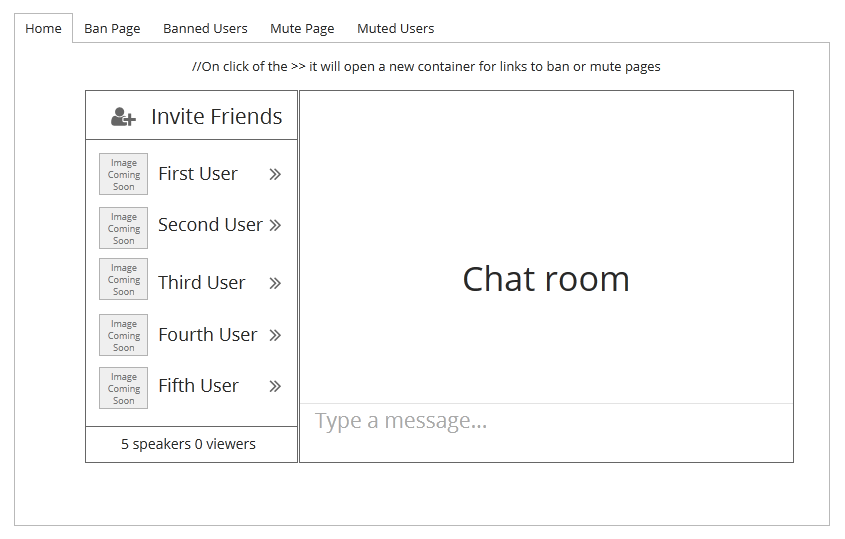 Home Ban Page Banned Users Mute Page Muted Users
//On click of the >> it will open a new container for links to ban or mute pages
Invite Friends
Image
Coming
Soon
First User
Image
Coming
Soon
Second User
Image
Coming
Soon
Third User
Image
Coming
Soon
Fourth User
Image
Coming
Soon
Fifth User
5 speakers 0 viewers
Chat room
Type a message...